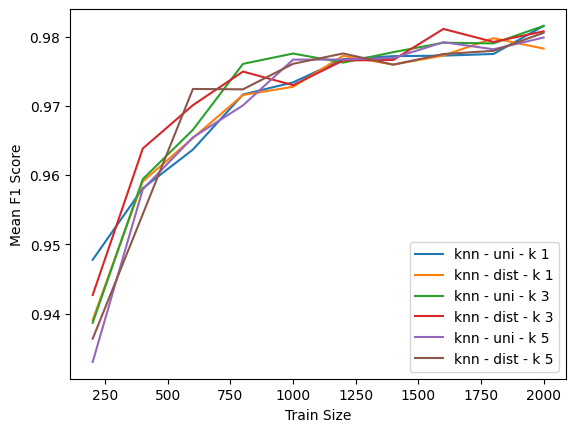 0.98
0.97
0.96
0.95
0.94
Mean F1 Score
250
500
750
1000
1250
1500
1750
2000
Train Size
knn - uni - k 1
knn - dist - k 1
knn - uni - k 3
knn - dist - k 3
knn - uni - k 5
knn - dist - k 5